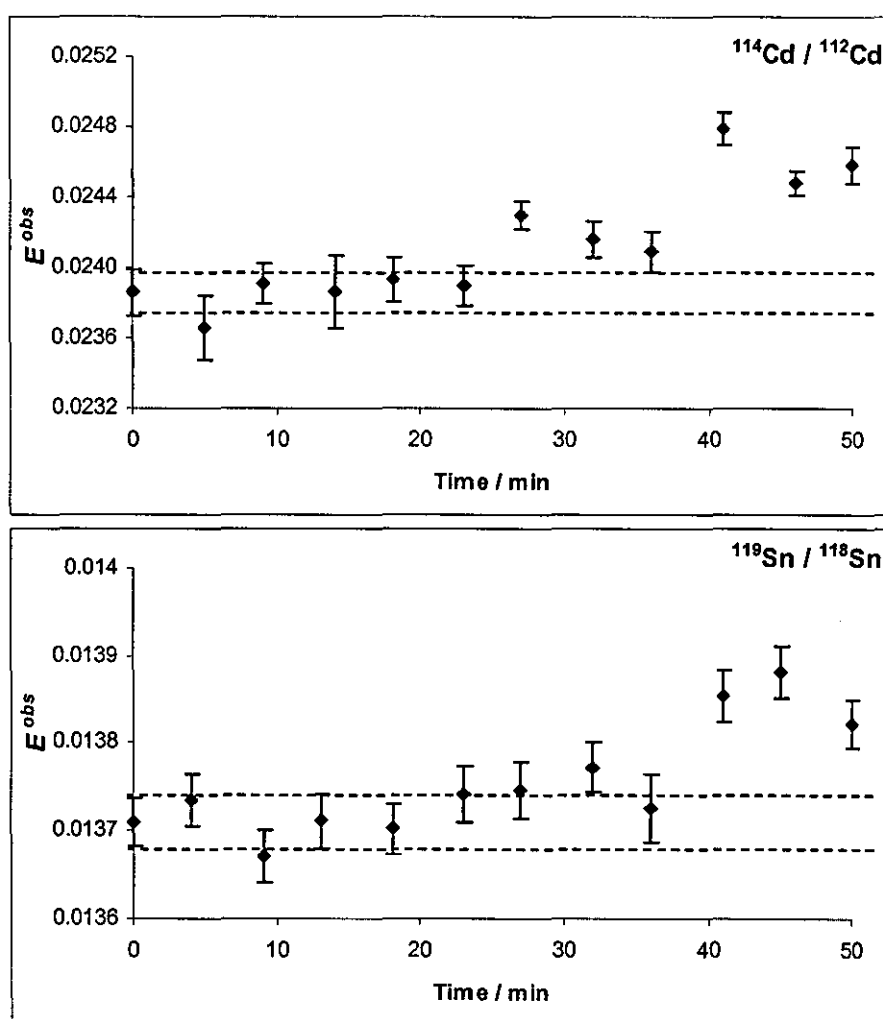 ¹¹⁴Cd / ¹¹²Cd
0.0252
0.0248
0.0244
0.0240
0.0236
0.0232
E obs
0 10 20 30 40 50
Time / min
¹¹⁹Sn / ¹¹⁸Sn
0.014
0.0139
0.0138
0.0137
0.0136
E obs
0 10 20 30 40 50
Time / min